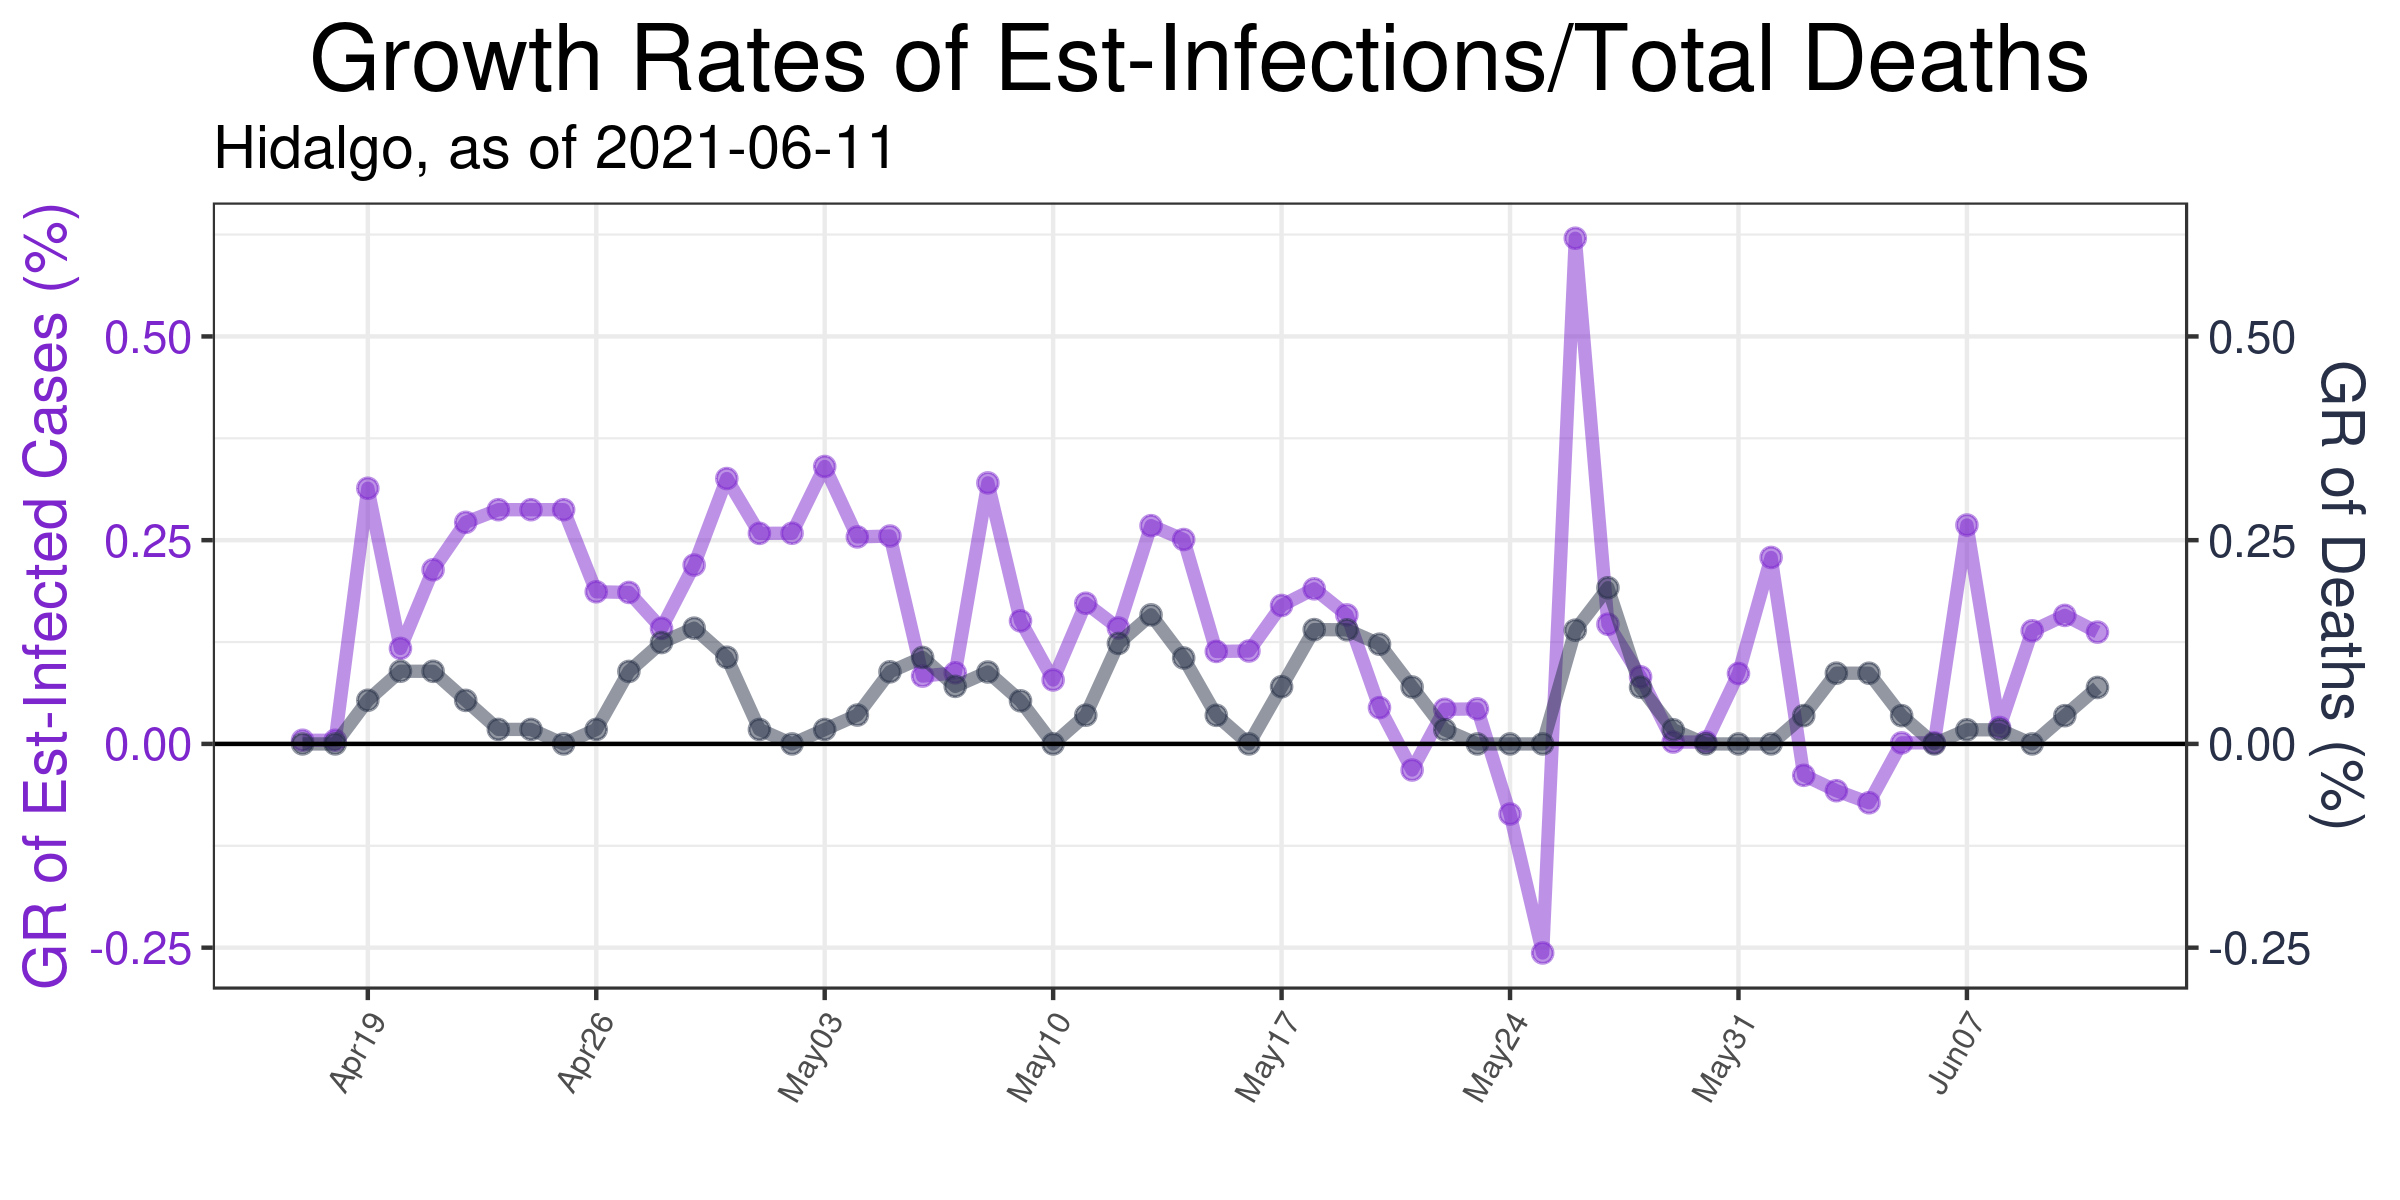 Growth Rates of Est-Infections/Total Deaths
Hidalgo, as of 2021-06-11
GR of Est-Infected Cases (%)
0.50
0.25
0.00
-0.25
0.50
0.25
0.00
-0.25
GR of Deaths (%)
Apr19
Apr26
May03
May10
May17
May24
May31
Jun07